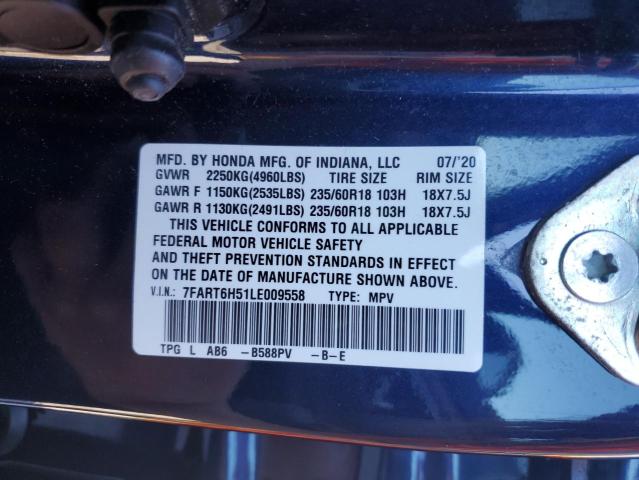 MFD. BY HONDA MFG. OF INDIANA, LLC 07/'20
GVWR 2250KG(4960LBS) TIRE SIZE RIM SIZE
GAWR F 1150KG(2535LBS) 235/60R18 103H 18X7.5J
GAWR R 1130KG(2491LBS) 235/60R18 103H 18X7.5J
THIS VEHICLE CONFORMS TO ALL APPLICABLE
FEDERAL MOTOR VEHICLE SAFETY
AND THEFT PREVENTION STANDARDS IN EFFECT
ON THE DATE OF MANUFACTURE SHOWN ABOVE.
V.I.N.: 7FART6H51LE009558 TYPE: MPV
TPG L AB6 -B588PV -B-E